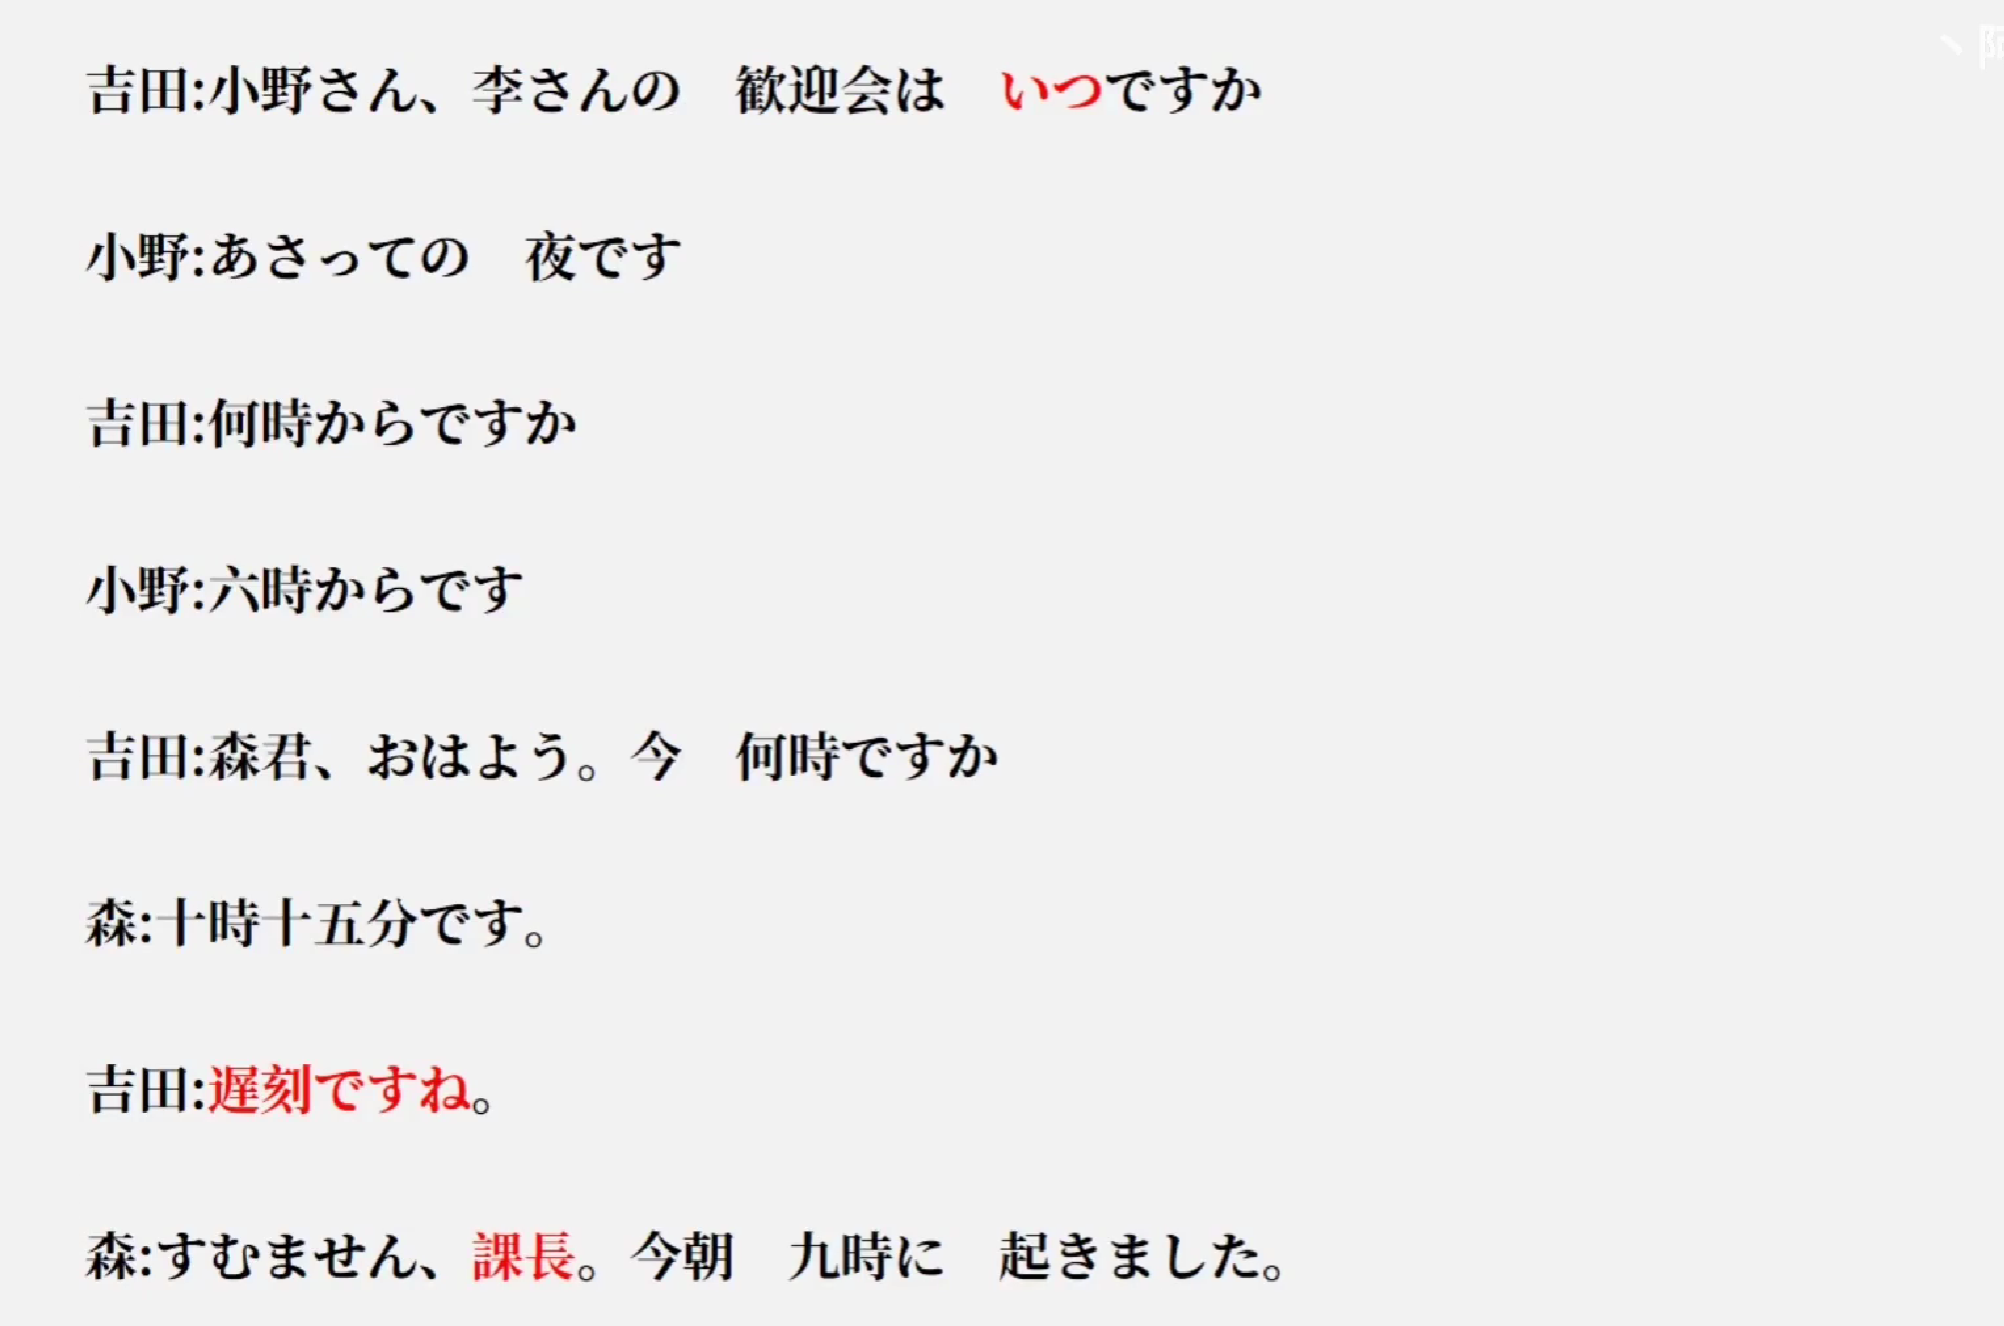 吉田:小野さん、李さんの　歓迎会は　いつですか
小野:あさっての　夜です
吉田:何時からですか
小野:六時からです
吉田:森君、おはよう。今　何時ですか
森:十時十五分です。
吉田:遅刻ですね。
森:すむません、課長。今朝　九時に　起きました。